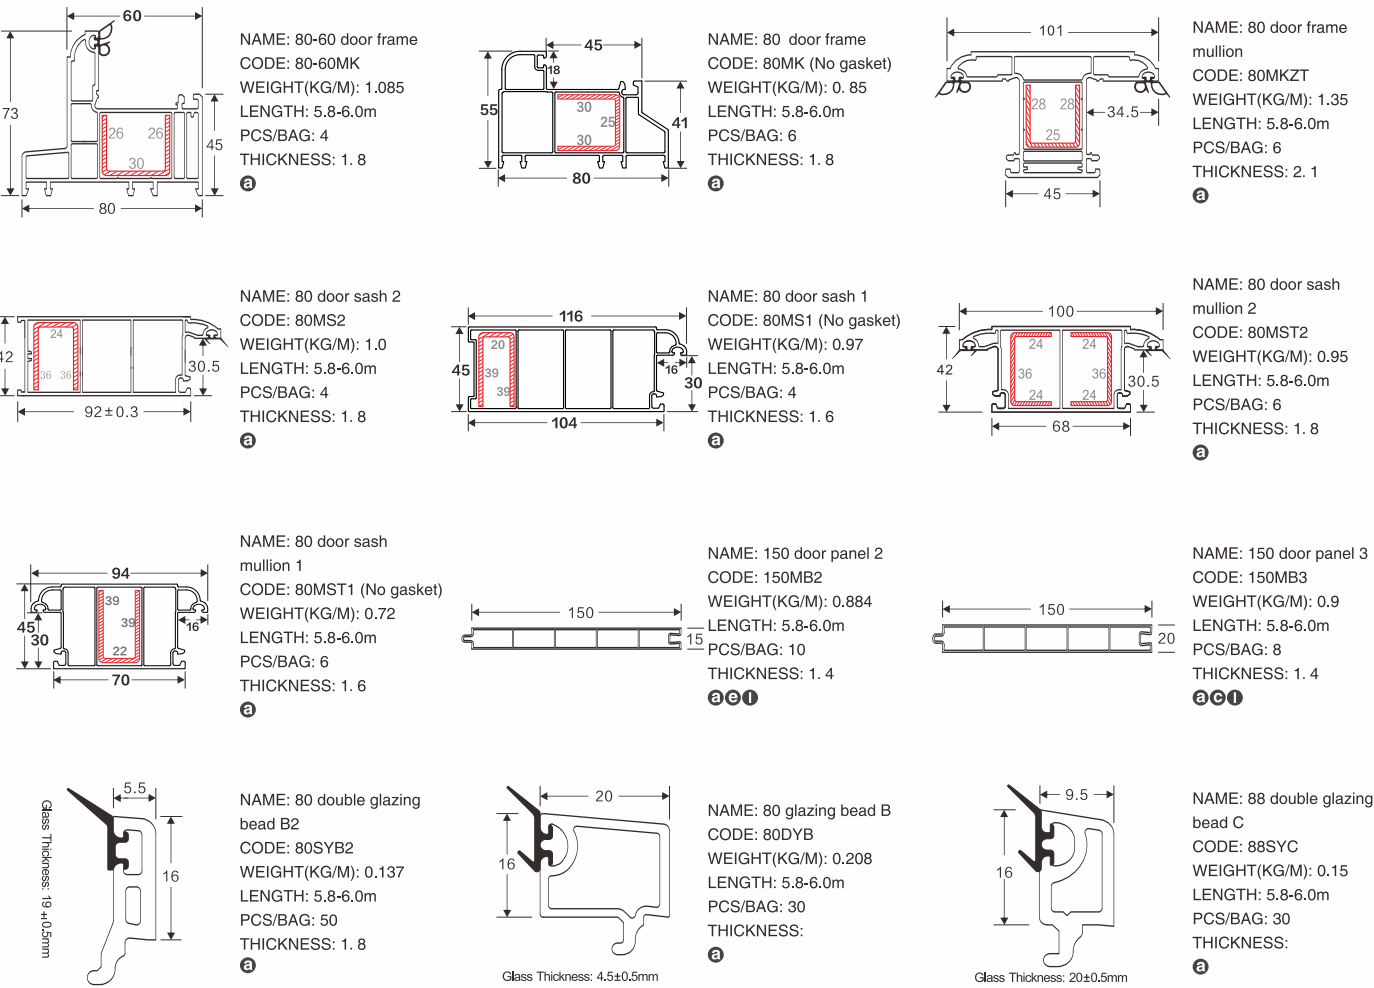 60
73
45
26 26
30
80
NAME: 80-60 door frame
CODE: 80-60MK
WEIGHT(KG/M): 1.085
LENGTH: 5.8-6.0m
PCS/BAG: 4
THICKNESS: 1. 8
a
45
18
55
30
25
30
41
80
NAME: 80  door frame
CODE: 80MK (No gasket)
WEIGHT(KG/M): 0. 85
LENGTH: 5.8-6.0m
PCS/BAG: 6
THICKNESS: 1. 8
a
101
28 28
25
34.5
45
NAME: 80 door frame
mullion
CODE: 80MKZT
WEIGHT(KG/M): 1.35
LENGTH: 5.8-6.0m
PCS/BAG: 6
THICKNESS: 2. 1
a
42
24
36 36
30.5
92±0.3
NAME: 80 door sash 2
CODE: 80MS2
WEIGHT(KG/M): 1.0
LENGTH: 5.8-6.0m
PCS/BAG: 4
THICKNESS: 1. 8
a
116
45
20
39
39
16
30
104
NAME: 80 door sash 1
CODE: 80MS1 (No gasket)
WEIGHT(KG/M): 0.97
LENGTH: 5.8-6.0m
PCS/BAG: 4
THICKNESS: 1. 6
a
100
42
24 24
36 36
24 24
30.5
68
NAME: 80 door sash
mullion 2
CODE: 80MST2
WEIGHT(KG/M): 0.95
LENGTH: 5.8-6.0m
PCS/BAG: 6
THICKNESS: 1. 8
a
94
45
30
39
39
22
16
70
NAME: 80 door sash
mullion 1
CODE: 80MST1 (No gasket)
WEIGHT(KG/M): 0.72
LENGTH: 5.8-6.0m
PCS/BAG: 6
THICKNESS: 1. 6
a
150
15
NAME: 150 door panel 2
CODE: 150MB2
WEIGHT(KG/M): 0.884
LENGTH: 5.8-6.0m
PCS/BAG: 10
THICKNESS: 1. 4
a e l
150
20
NAME: 150 door panel 3
CODE: 150MB3
WEIGHT(KG/M): 0.9
LENGTH: 5.8-6.0m
PCS/BAG: 8
THICKNESS: 1. 4
a c l
Glass Thickness: 19 ±0.5mm
5.5
16
NAME: 80 double glazing
bead B2
CODE: 80SYB2
WEIGHT(KG/M): 0.137
LENGTH: 5.8-6.0m
PCS/BAG: 50
THICKNESS: 1. 8
a
20
16
Glass Thickness: 4.5±0.5mm
NAME: 80 glazing bead B
CODE: 80DYB
WEIGHT(KG/M): 0.208
LENGTH: 5.8-6.0m
PCS/BAG: 30
THICKNESS:
a
9.5
16
Glass Thickness: 20±0.5mm
NAME: 88 double glazing
bead C
CODE: 88SYC
WEIGHT(KG/M): 0.15
LENGTH: 5.8-6.0m
PCS/BAG: 30
THICKNESS:
a